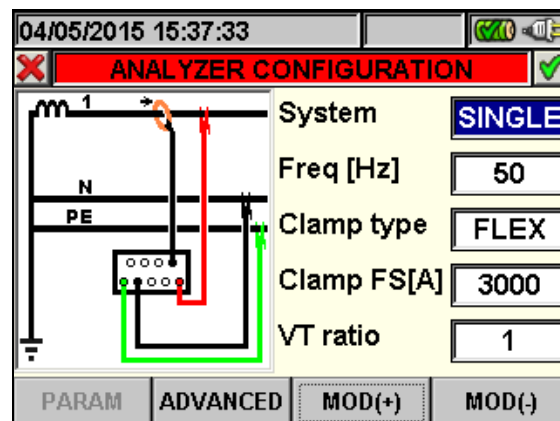 04/05/2015 15:37:33
ANALYZER CONFIGURATION
1
N
PE
System SINGLE
Freq [Hz] 50
Clamp type FLEX
Clamp FS[A] 3000
VT ratio 1
PARAM ADVANCED MOD(+) MOD(-)